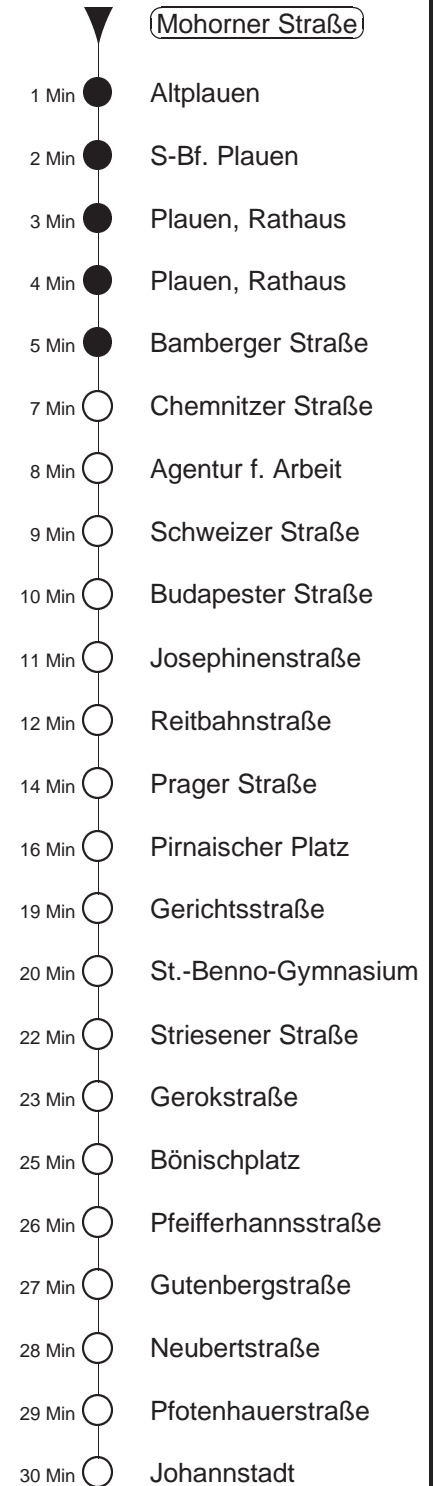 Mohorner Straße
1 Min Altplauen
2 Min S-Bf. Plauen
3 Min Plauen, Rathaus
4 Min Plauen, Rathaus
5 Min Bamberger Straße
7 Min Chemnitzer Straße
8 Min Agentur f. Arbeit
9 Min Schweizer Straße
10 Min Budapester Straße
11 Min Josephinenstraße
12 Min Reitbahnstraße
14 Min Prager Straße
16 Min Pirnaischer Platz
19 Min Gerichtsstraße
20 Min St.-Benno-Gymnasium
22 Min Striesener Straße
23 Min Gerokstraße
25 Min Bönischplatz
26 Min Pfeifferhannsstraße
27 Min Gutenbergstraße
28 Min Neubertstraße
29 Min Pfotenhauerstraße
30 Min Johannstadt